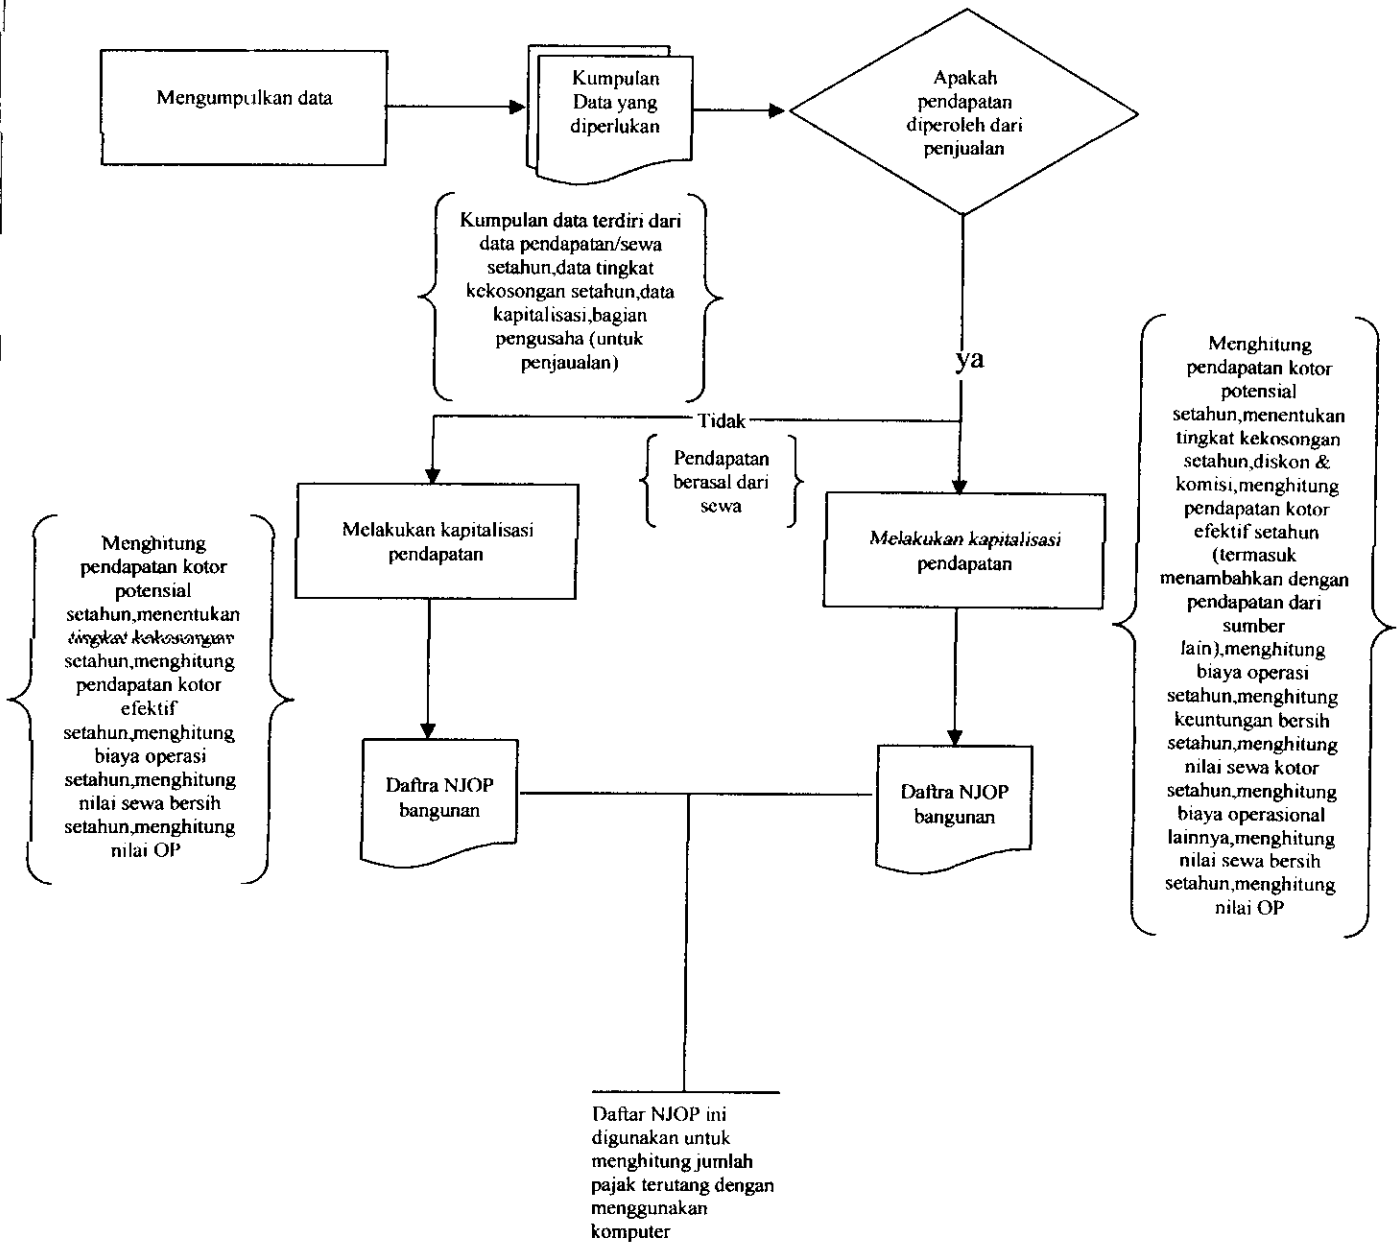 Mengumpulkan data
Kumpulan
Data yang
diperlukan
Apakah
pendapatan
diperoleh dari
penjualan
Kumpulan data terdiri dari
data pendapatan/sewa
setahun,data tingkat
kekosongan setahun,data
kapitalisasi,bagian
pengusaha (untuk
penjaualan)
ya
Tidak
Pendapatan
berasal dari
sewa
Melakukan kapitalisasi
pendapatan
Melakukan kapitalisasi
pendapatan
Menghitung
pendapatan kotor
potensial
setahun,menentukan
tingkat kekosongan
setahun,menghitung
pendapatan kotor
efektif
setahun,menghitung
biaya operasi
setahun,menghitung
nilai sewa bersih
setahun,menghitung
nilai OP
Menghitung
pendapatan kotor
potensial
setahun,menentukan
tingkat kekosongan
setahun,diskon &
komisi,menghitung
pendapatan kotor
efektif setahun
(termasuk
menambahkan dengan
pendapatan dari
sumber
lain),menghitung
biaya operasi
setahun,menghitung
keuntungan bersih
setahun,menghitung
nilai sewa kotor
setahun,menghitung
biaya operasional
lainnya,menghitung
nilai sewa bersih
setahun,menghitung
nilai OP
Daftra NJOP
bangunan
Daftra NJOP
bangunan
Daftar NJOP ini
digunakan untuk
menghitung jumlah
pajak terutang dengan
menggunakan
komputer